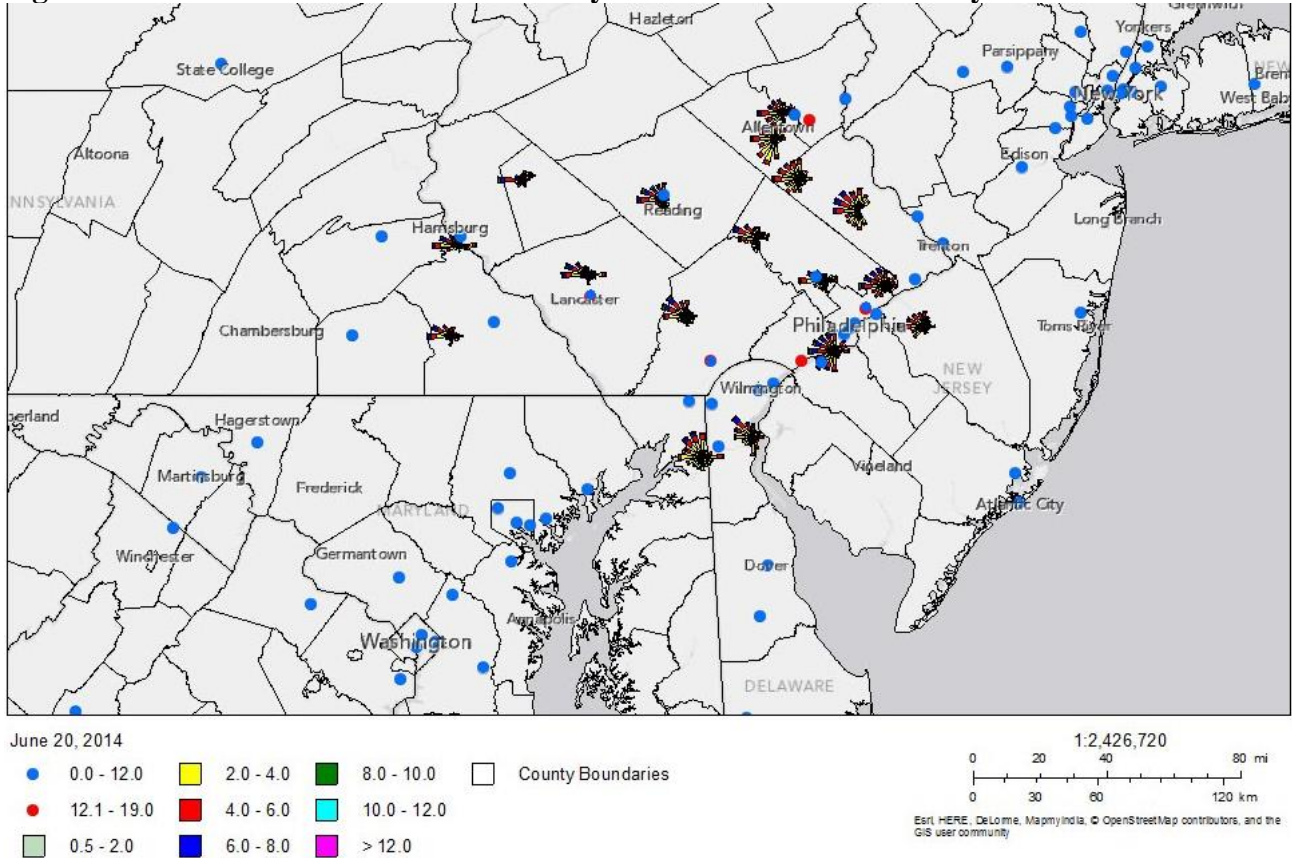 Hazleton
Yonkers
Parsippany
State College
New York
West Bab
Allentown
Altoona
Edison
NNSYLVANIA
Reading
Long Branch
Harrisburg
Trenton
Lancaster
Chambersburg
Philadelphia
Toms River
NEW
JERSEY
Wilmington
erland
Hagerstown
Vineland
Martinsburg
Frederick
MARYLAND
Atlantic City
Winchester
Germantown
Dover
Annapolis
Washington
DELAWARE
June 20, 2014
1:2,426,720
0.0 - 12.0 2.0 - 4.0 8.0 - 10.0 County Boundaries
0 20 40 80 mi
12.1 - 19.0 4.0 - 6.0 10.0 - 12.0
0 30 60 120 km
0.5 - 2.0 6.0 - 8.0 > 12.0
Esri, HERE, DeLorme, MapmyIndia, © OpenStreetMap contributors, and the
GIS user community